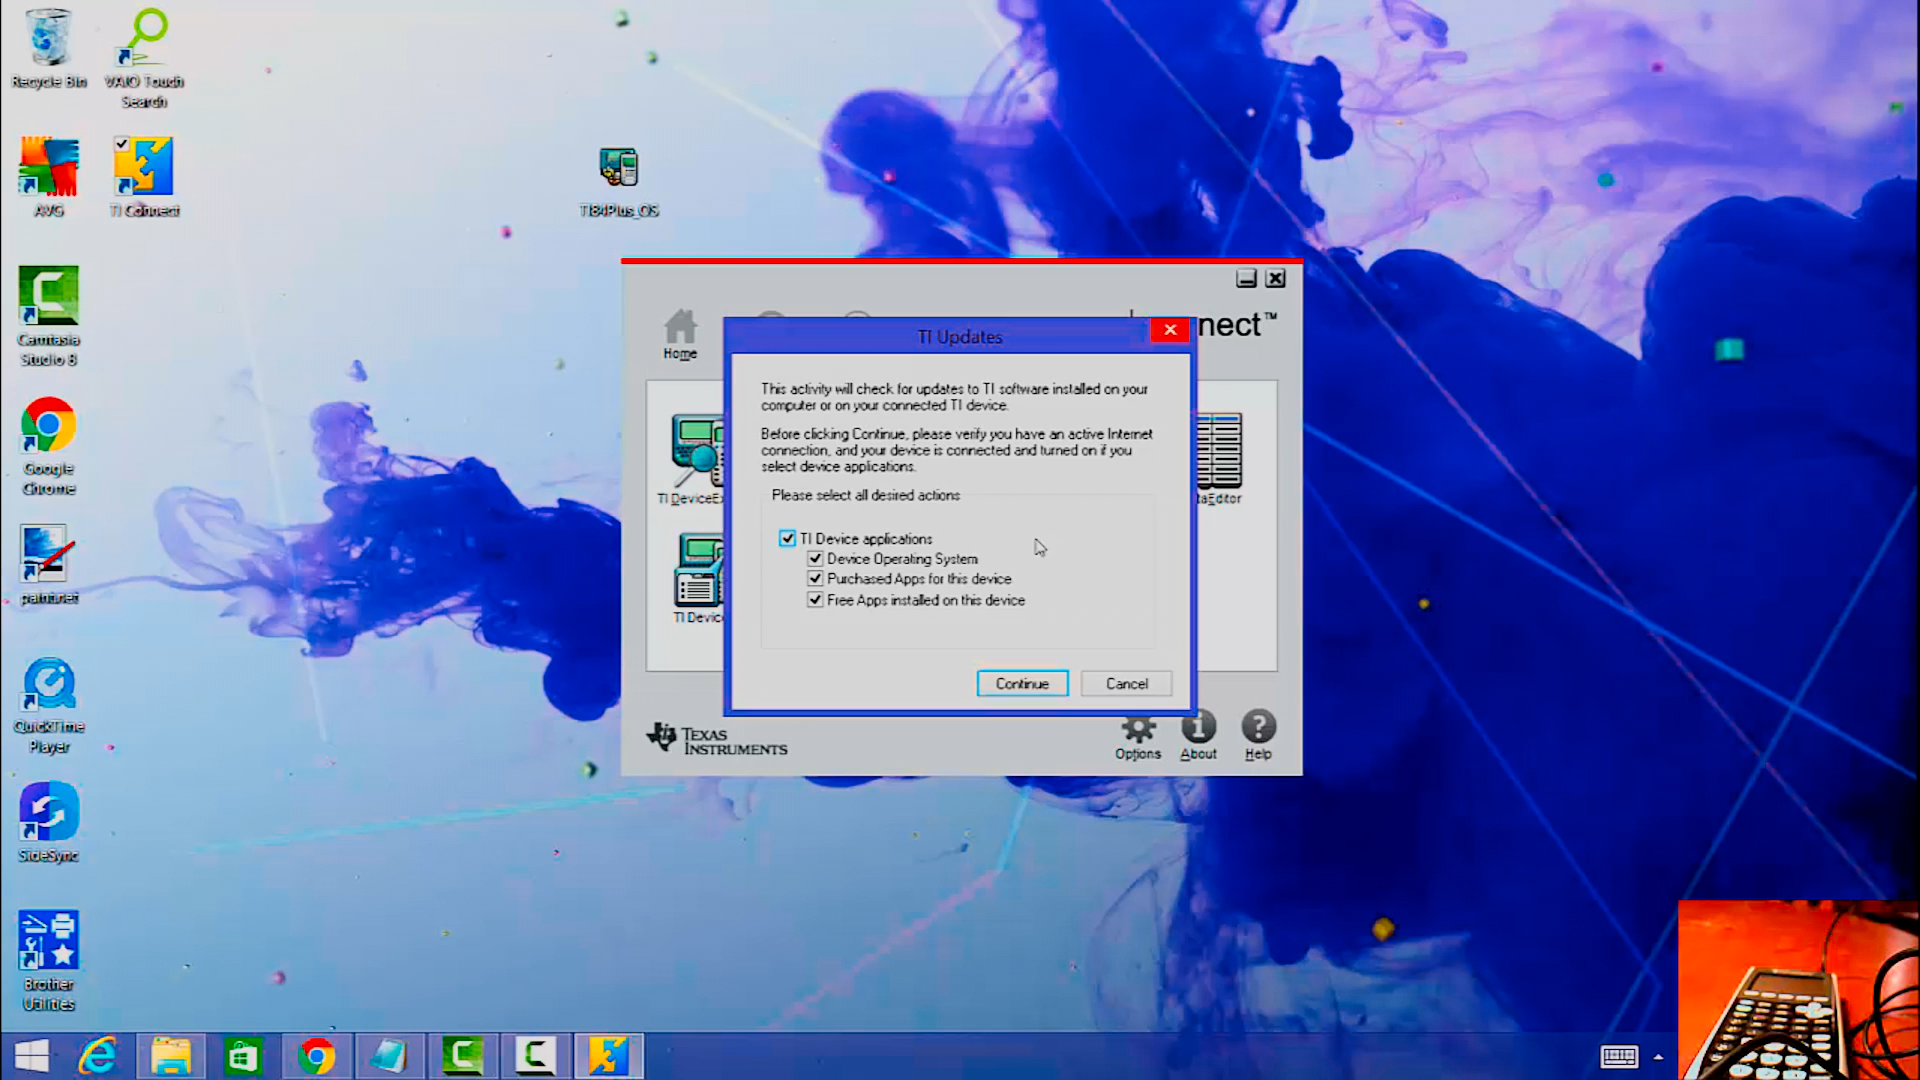 Recycle Bin
VAIO Touch
Search
AVG
TI Connect
TI84Plus_OS
Camtasia
Studio 8
Google
Chrome
paint.net
QuickTime
Player
SideSync
Brother
Utilities
nect™
Home
TI Updates
This activity will check for updates to TI software installed on your
computer or on your connected TI device.
Before clicking Continue, please verify you have an active Internet
connection, and your device is connected and turned on if you
select device applications.
Please select all desired actions
TI Device applications
Device Operating System
Purchased Apps for this device
Free Apps installed on this device
Continue
Cancel
TI DeviceEx
taEditor
TI Device
TEXAS
INSTRUMENTS
Options
About
Help